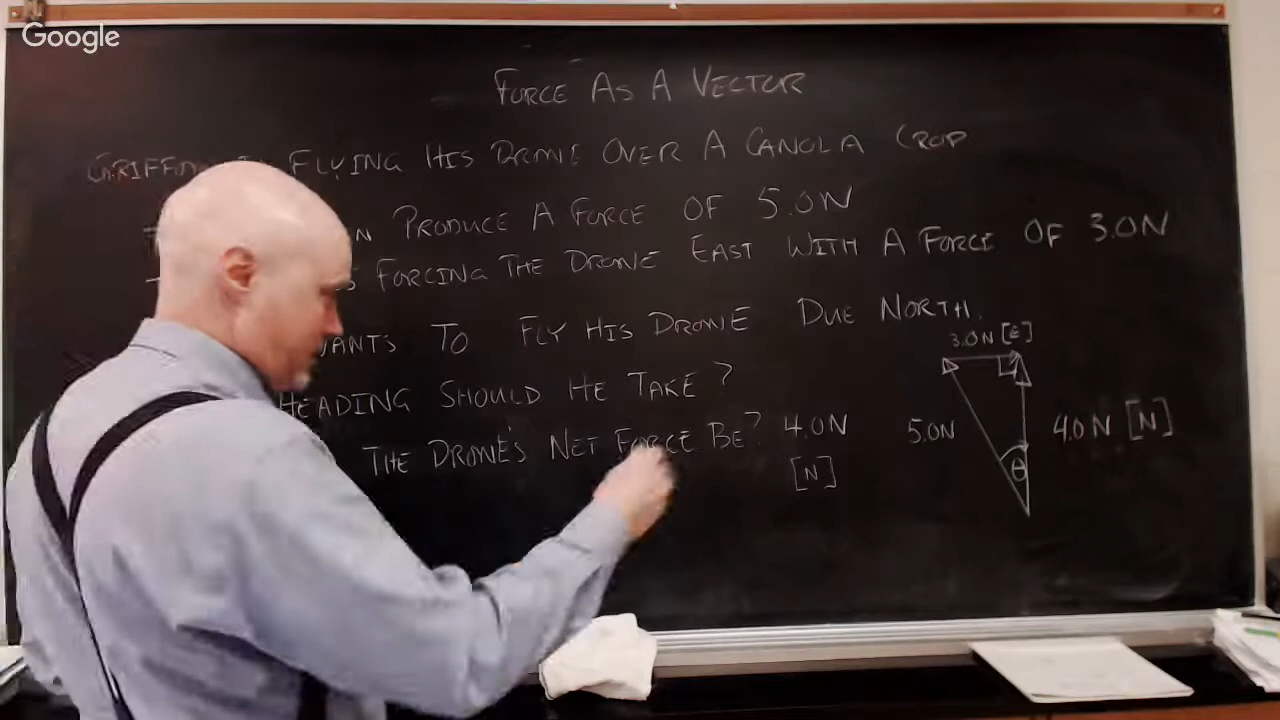 Google
FORCE AS A VECTOR
FLYING HIS DRONE OVER A CANOLA CROP
PRODUCE A FORCE OF 5.0N
FORCING THE DRONE EAST WITH A FORCE OF 3.0N
WANTS TO FLY HIS DRONE DUE NORTH.
HEADING SHOULD HE TAKE?
THE DRONE'S NET FORCE BE? 4.0N
[N]
3.0N [E]
5.0N
4.0N [N]
θ